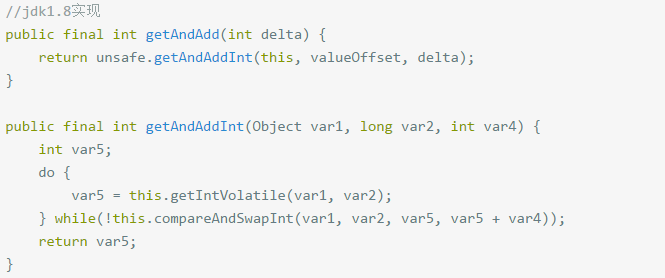 //jdk1.8实现
public final int getAndAdd(int delta) {
    return unsafe.getAndAddInt(this, valueOffset, delta);
}

public final int getAndAddInt(Object var1, long var2, int var4) {
    int var5;
    do {
        var5 = this.getIntVolatile(var1, var2);
    } while(!this.compareAndSwapInt(var1, var2, var5, var5 + var4));
    return var5;
}